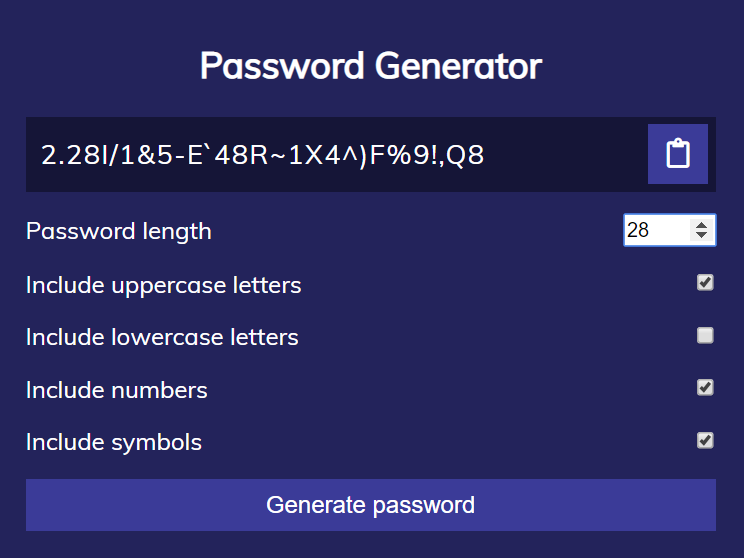 Password Generator
2.28I/1&5-E`48R~1X4^)F%9!,Q8
Password length
28
Include uppercase letters
Include lowercase letters
Include numbers
Include symbols
Generate password